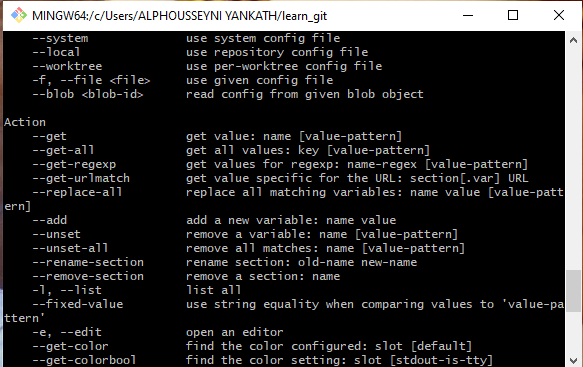 MINGW64:/c/Users/ALPHOUSSEYNI YANKATH/learn_git
--system use system config file
--local use repository config file
--worktree use per-worktree config file
-f, --file <file> use given config file
--blob <blob-id> read config from given blob object
Action
--get get value: name [value-pattern]
--get-all get all values: key [value-pattern]
--get-regexp get values for regexp: name-regex [value-pattern]
--get-urlmatch get value specific for the URL: section[.var] URL
--replace-all replace all matching variables: name value [value-patt
ern]
--add add a new variable: name value
--unset remove a variable: name [value-pattern]
--unset-all remove all matches: name [value-pattern]
--rename-section rename section: old-name new-name
--remove-section remove a section: name
-l, --list list all
--fixed-value use string equality when comparing values to 'value-pa
ttern'
-e, --edit open an editor
--get-color find the color configured: slot [default]
--get-colorbool find the color setting: slot [stdout-is-tty]